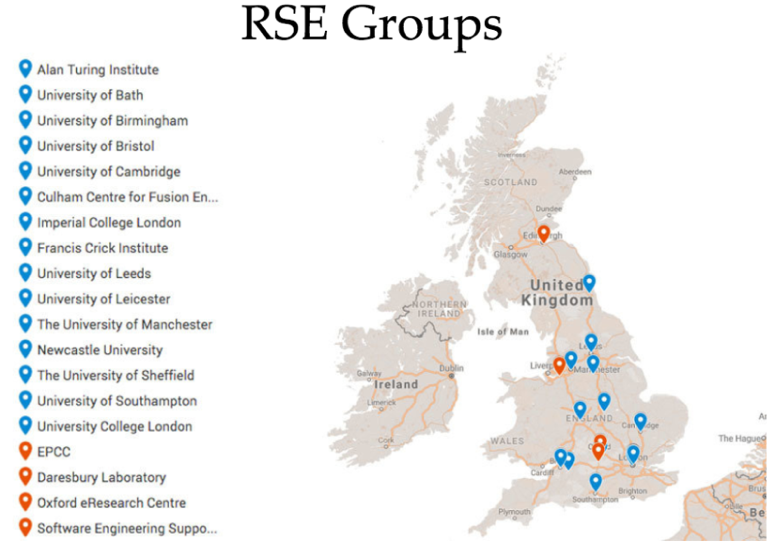 RSE Groups
Alan Turing Institute
University of Bath
University of Birmingham
University of Bristol
University of Cambridge
Culham Centre for Fusion En...
Imperial College London
Francis Crick Institute
University of Leeds
University of Leicester
The University of Manchester
Newcastle University
The University of Sheffield
University of Southampton
University College London
EPCC
Daresbury Laboratory
Oxford eResearch Centre
Software Engineering Suppo...
Inverness
Aberdeen
SCOTLAND
Dundee
Glasgow
United
Kingdom
NORTHERN
IRELAND
Isle of Man
Dublin
Galway
Ireland
Limerick
Cork
ENGLAND
WALES
The Hague
Cardiff
Brighton
Southampton
Plymouth
Brus
Be